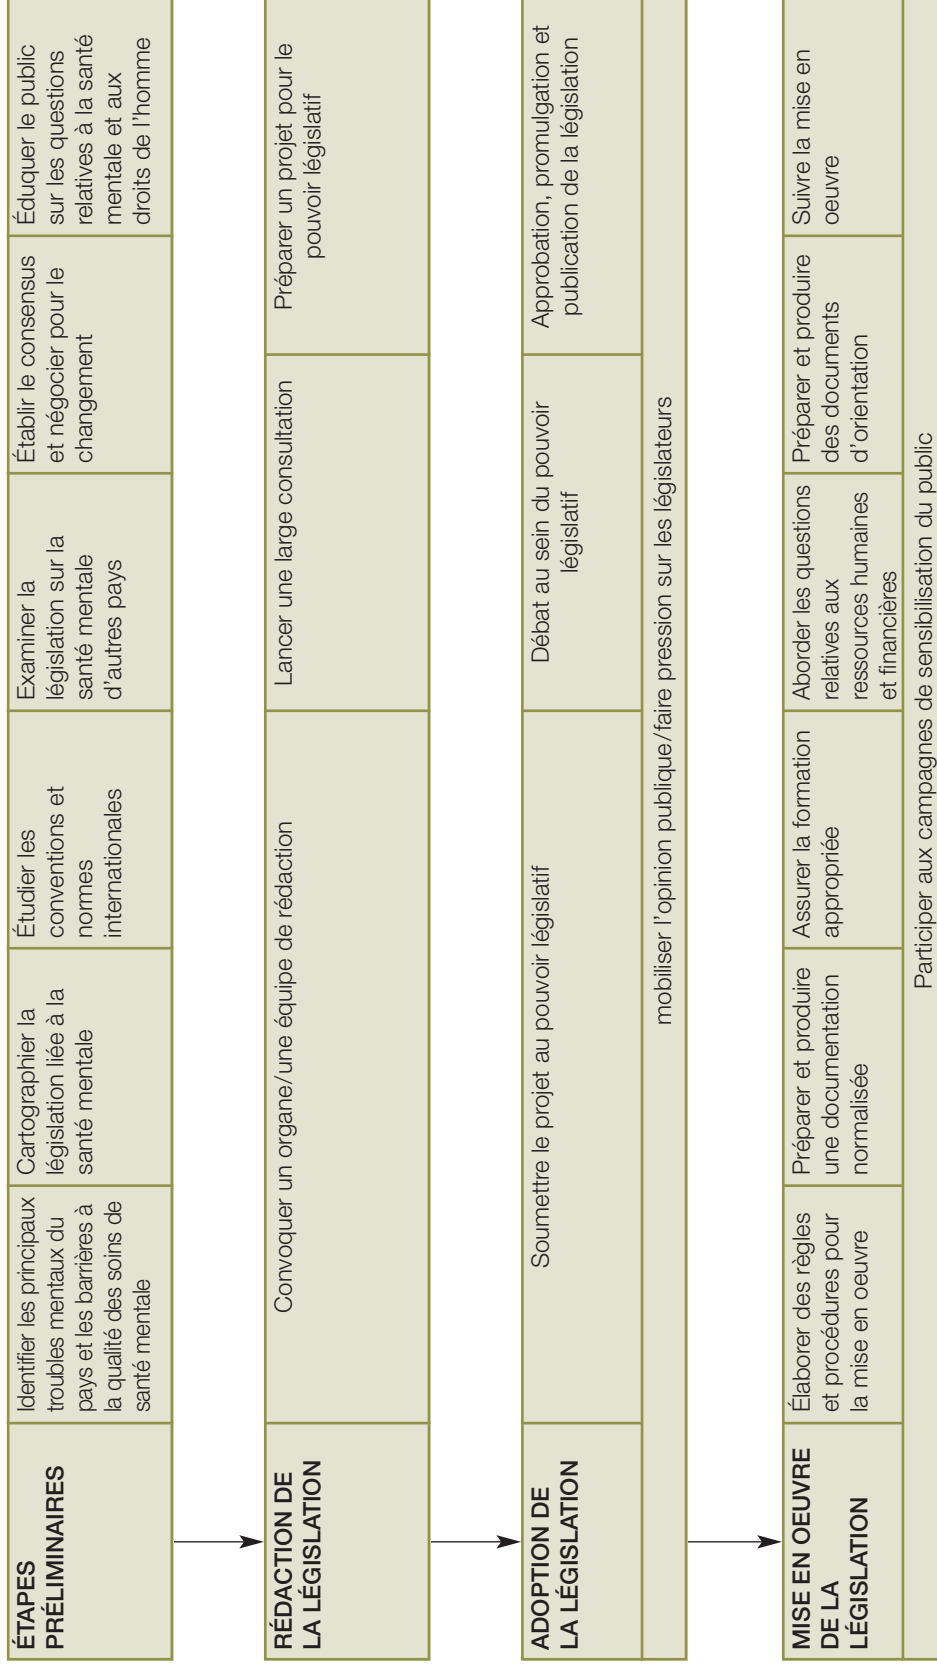 ÉTAPES
PRÉLIMINAIRES
Identifier les principaux
troubles mentaux du
pays et les barrières à
la qualité des soins de
santé mentale
Cartographier la
législation liée à la
santé mentale
Étudier les
conventions et
normes
internationales
Examiner la
législation sur la
santé mentale
d'autres pays
Établir le consensus
et négocier pour le
changement
Éduquer le public
sur les questions
relatives à la santé
mentale et aux
droits de l'homme
RÉDACTION DE
LA LÉGISLATION
Convoquer un organe/une équipe de rédaction
Lancer une large consultation
Préparer un projet pour le
pouvoir législatif
ADOPTION DE
LA LÉGISLATION
Soumettre le projet au pouvoir législatif
Débat au sein du pouvoir
législatif
Approbation, promulgation et
publication de la législation
mobiliser l'opinion publique/faire pression sur les législateurs
MISE EN OEUVRE
DE LA
LÉGISLATION
Élaborer des règles
et procédures pour
la mise en oeuvre
Préparer et produire
une documentation
normalisée
Assurer la formation
appropriée
Aborder les questions
relatives aux
ressources humaines
et financières
Préparer et produire
des documents
d'orientation
Suivre la mise en
oeuvre
Participer aux campagnes de sensibilisation du public